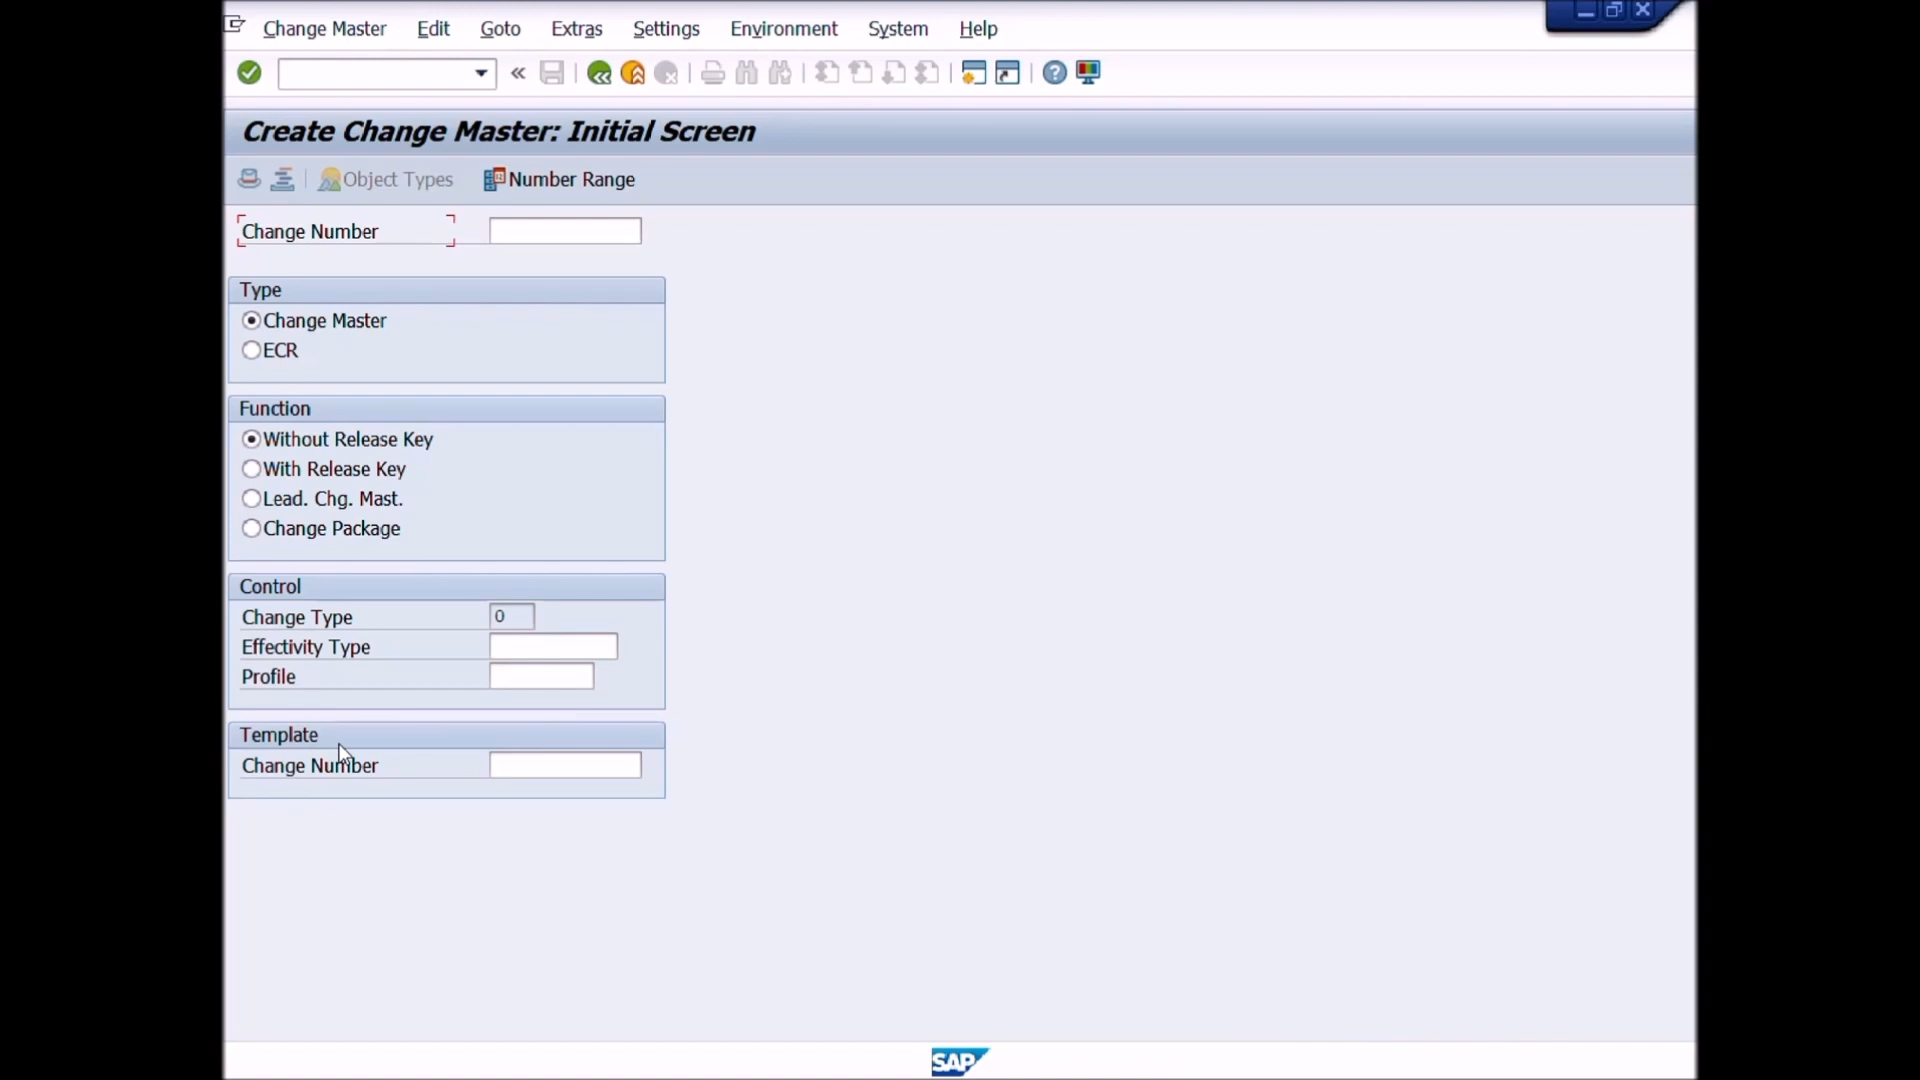 Change Master Edit Goto Extras Settings Environment System Help
Create Change Master: Initial Screen
Object Types Number Range
Change Number
Type
Change Master
ECR
Function
Without Release Key
With Release Key
Lead. Chg. Mast.
Change Package
Control
Change Type 0
Effectivity Type
Profile
Template
Change Number
SAP